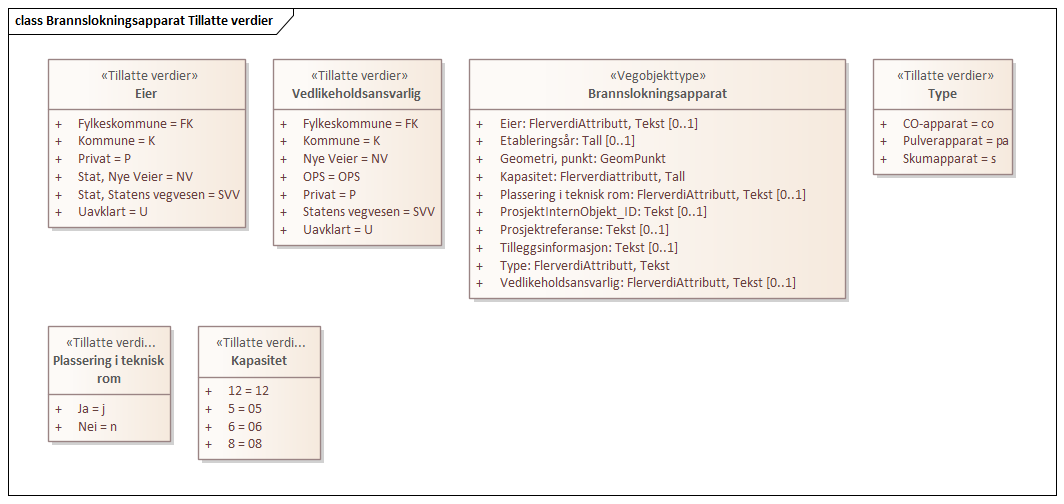 class Brannslokningsapparat Tillatte verdier
«Tillatte verdier»
Eier
+ Fylkeskommune = FK
+ Kommune = K
+ Privat = P
+ Stat, Nye Veier = NV
+ Stat, Statens vegvesen = SVV
+ Uavklart = U
«Tillatte verdier»
Vedlikeholdsansvarlig
+ Fylkeskommune = FK
+ Kommune = K
+ Nye Veier = NV
+ OPS = OPS
+ Privat = P
+ Statens vegvesen = SVV
+ Uavklart = U
«Vegobjekttype»
Brannslokningsapparat
+ Eier: FlerverdiAttributt, Tekst [0..1]
+ Etableringsår: Tall [0..1]
+ Geometri, punkt: GeomPunkt
+ Kapasitet: Flerverdiattributt, Tall
+ Plassering i teknisk rom: FlerverdiAttributt, Tekst [0..1]
+ ProsjektInternObjekt_ID: Tekst [0..1]
+ Prosjektreferanse: Tekst [0..1]
+ Tilleggsinformasjon: Tekst [0..1]
+ Type: FlerverdiAttributt, Tekst
+ Vedlikeholdsansvarlig: FlerverdiAttributt, Tekst [0..1]
«Tillatte verdier»
Type
+ CO-apparat = co
+ Pulverapparat = pa
+ Skumapparat = s
«Tillatte verdi...
Plassering i teknisk
rom
+ Ja = j
+ Nei = n
«Tillatte verdi...
Kapasitet
+ 12 = 12
+ 5 = 05
+ 6 = 06
+ 8 = 08